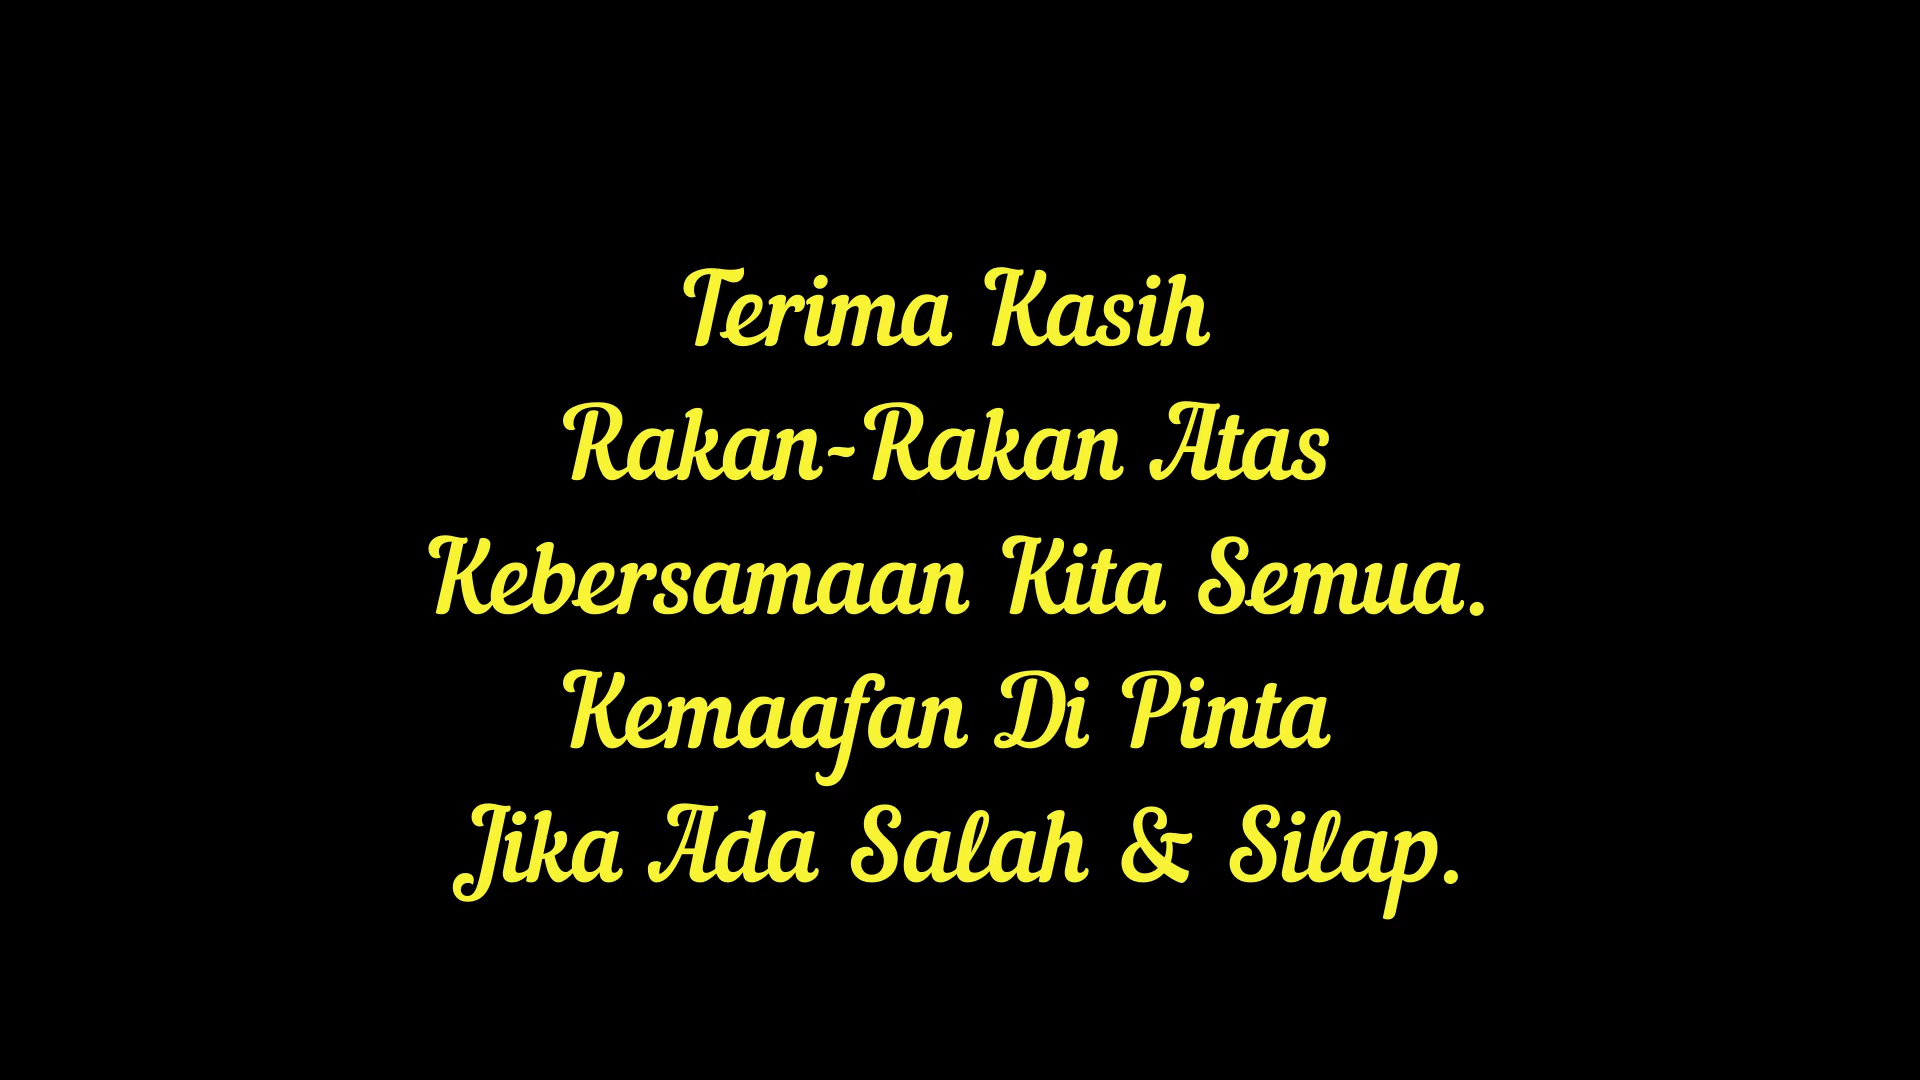 Terima Kasih
Rakan-Rakan Atas
Kebersamaan Kita Semua.
Kemaafan Di Pinta
Jika Ada Salah & Silap.